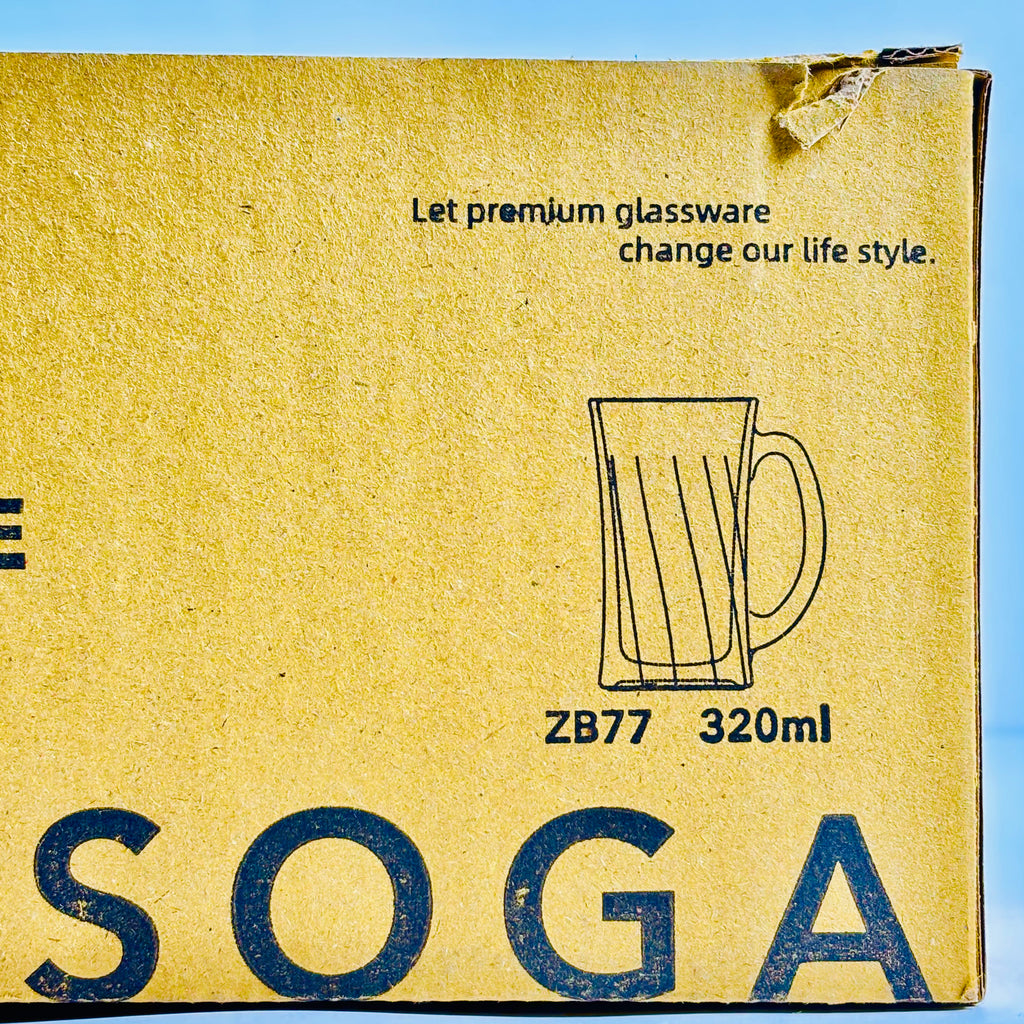 Let premium glassware
change our life style.
E
ZB77 320ml
SOGA